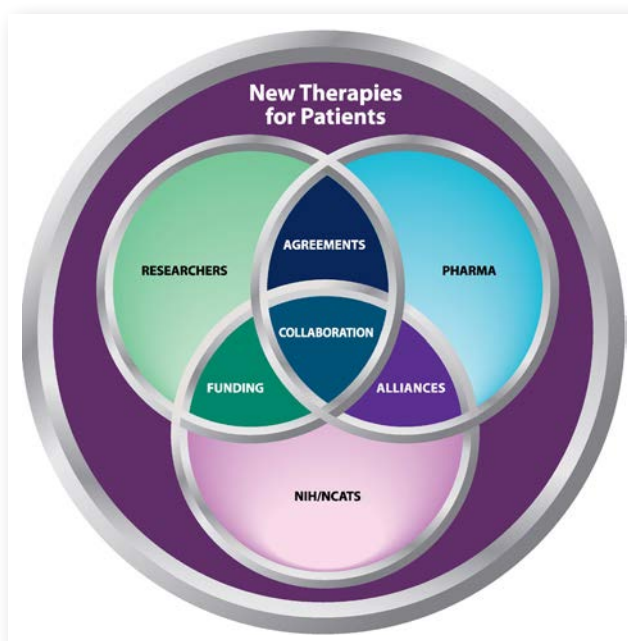 New Therapies
for Patients
AGREEMENTS
RESEARCHERS
PHARMA
COLLABORATION
FUNDING
ALLIANCES
NIH/NCATS